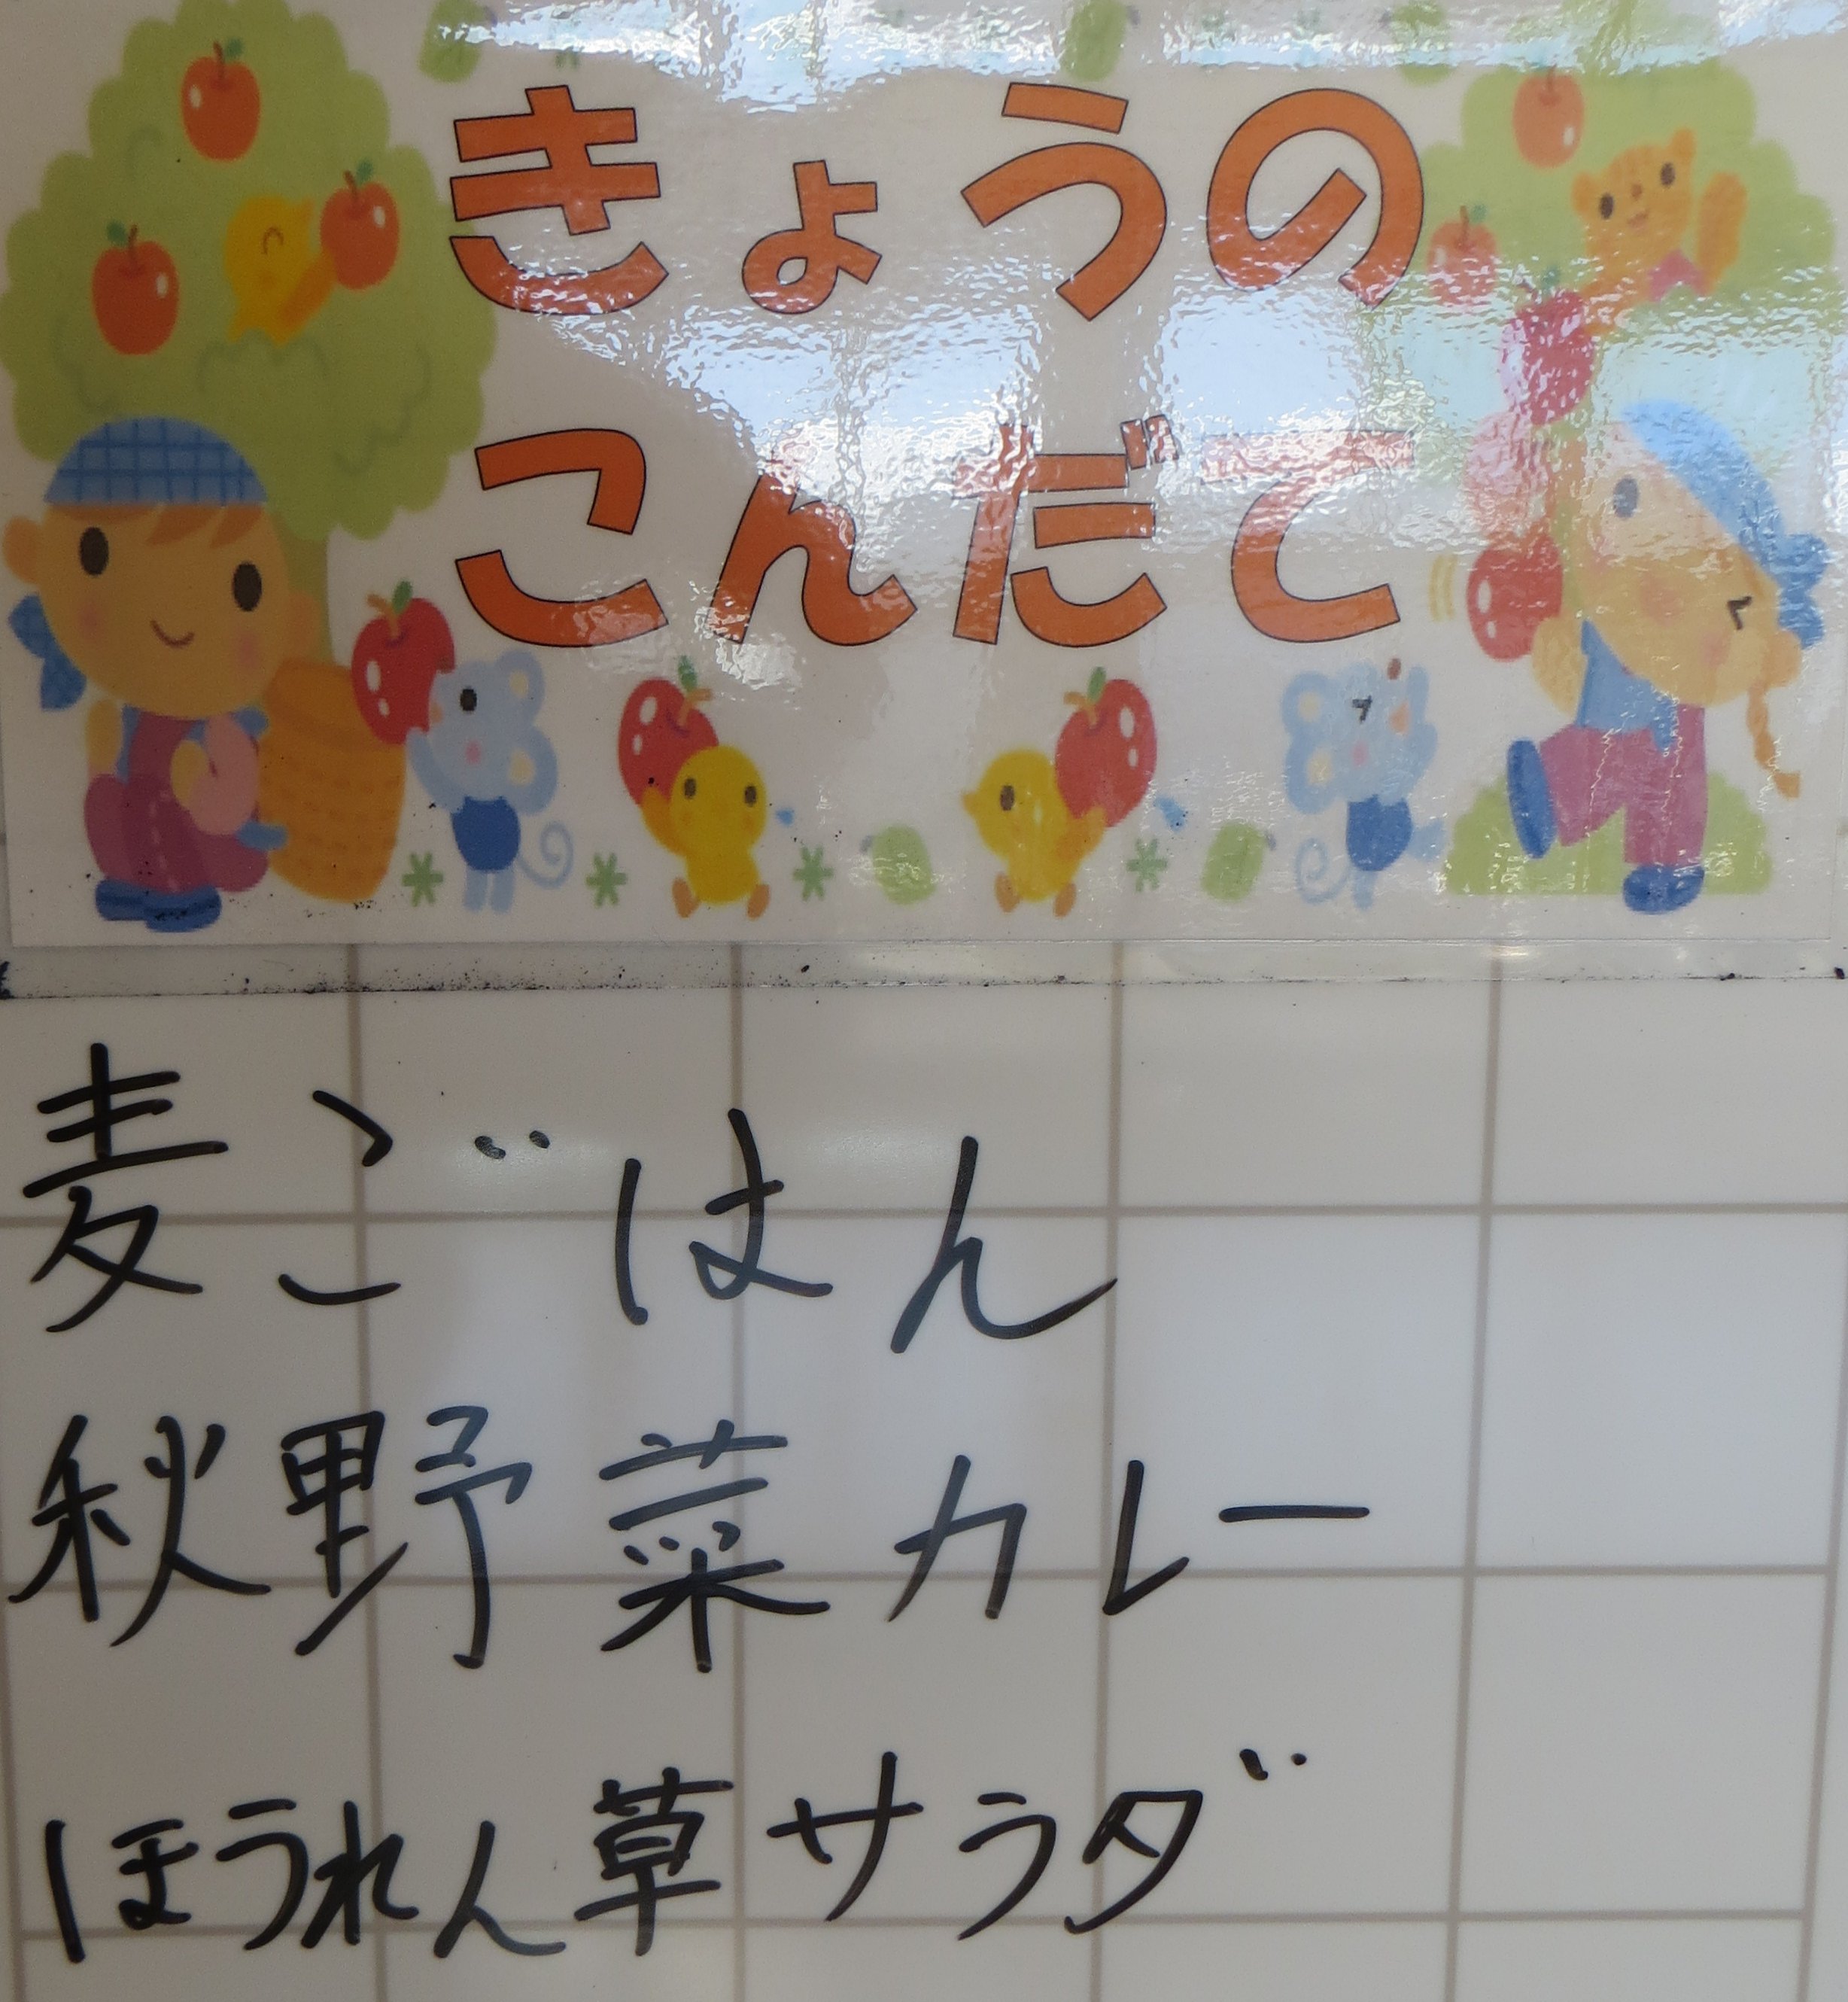 きょうの
こんだて
麦ごはん
秋野菜カレー
ほうれん草サラダ